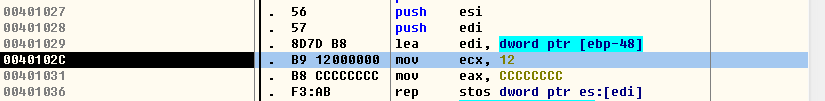 00401027 . 56 push esi
00401028 . 57 push edi
00401029 . 8D7D B8 lea edi, dword ptr [ebp-48]
0040102C . B9 12000000 mov ecx, 12
00401031 . B8 CCCCCCCC mov eax, CCCCCCCC
00401036 . F3:AB rep stos dword ptr es:[edi]